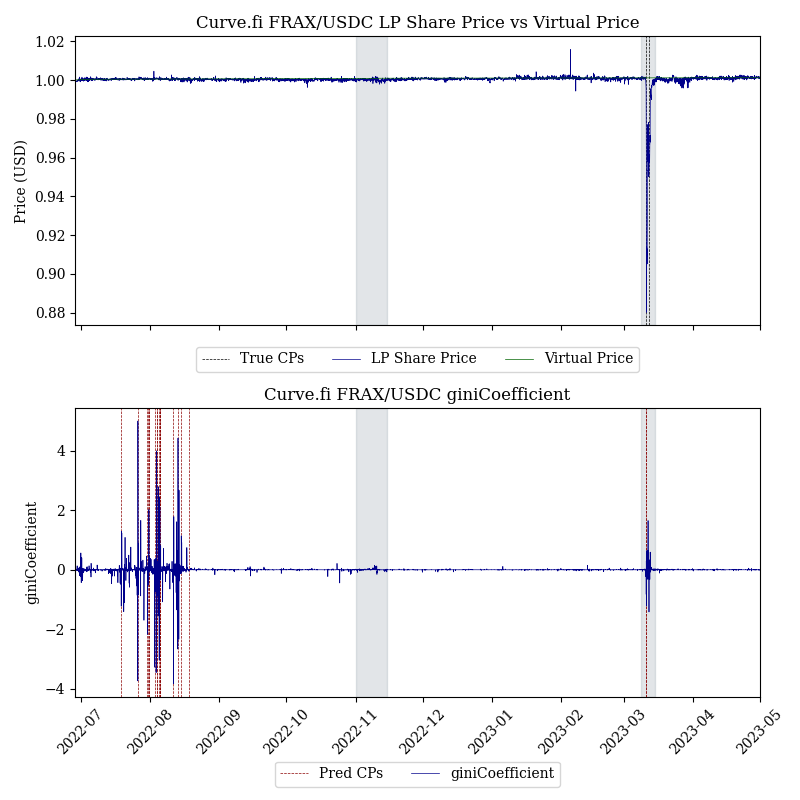 Curve.fi FRAX/USDC LP Share Price vs Virtual Price
1.02
1.00
0.98
0.96
0.94
0.92
0.90
0.88
Price (USD)
True CPs
LP Share Price
Virtual Price
Curve.fi FRAX/USDC giniCoefficient
4
2
0
−2
−4
giniCoefficient
2022-07
2022-08
2022-09
2022-10
2022-11
2022-12
2023-01
2023-02
2023-03
2023-04
2023-05
Pred CPs
giniCoefficient